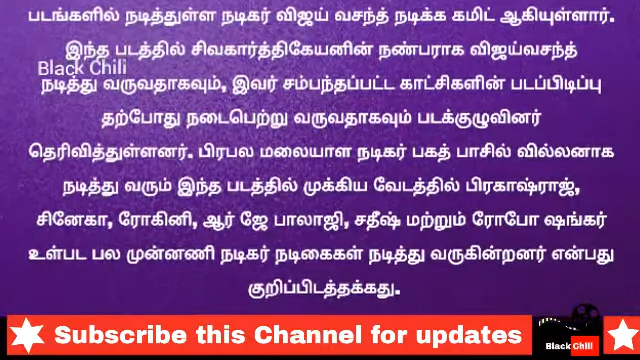 படங்களில் நடித்துள்ள நடிகர் விஜய் வசந்த் நடிக்க கமிட் ஆகியுள்ளார்.
இந்த படத்தில் சிவகார்த்திகேயனின் நண்பராக விஜய்வசந்த்
Black Chili
நடித்து வருவதாகவும், இவர் சம்பந்தப்பட்ட காட்சிகளின் படப்பிடிப்பு
தற்போது நடைபெற்று வருவதாகவும் படக்குழுவினர்
தெரிவித்துள்ளனர். பிரபல மலையாள நடிகர் பகத் பாசில் வில்லனாக
நடித்து வரும் இந்த படத்தில் முக்கிய வேடத்தில் பிரகாஷ்ராஜ்,
சினேகா, ரோகினி, ஆர் ஜே பாலாஜி, சதீஷ் மற்றும் ரோபோ ஷங்கர்
உள்பட பல முன்னணி நடிகர் நடிகைகள் நடித்து வருகின்றனர் என்பது
குறிப்பிடத்தக்கது.
Subscribe this Channel for updates
Black Chili